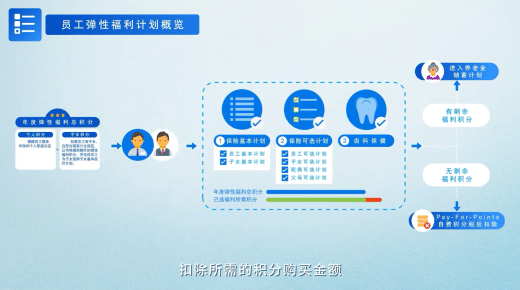 员工弹性福利计划概览
年度弹性福利总积分
个人积分
子女积分
1 保险基本计划
员工基本计划
子女基本计划
2 保险可选计划
员工可选计划
子女可选计划
配偶可选计划
父母可选计划
3 齿科保健
年度弹性福利总积分
已选福利所需积分
进入养老金
储蓄计划
有剩余
福利积分
无剩余
福利积分
Pay-For-Points
自费积分税后扣除
扣除所需的积分购买金额